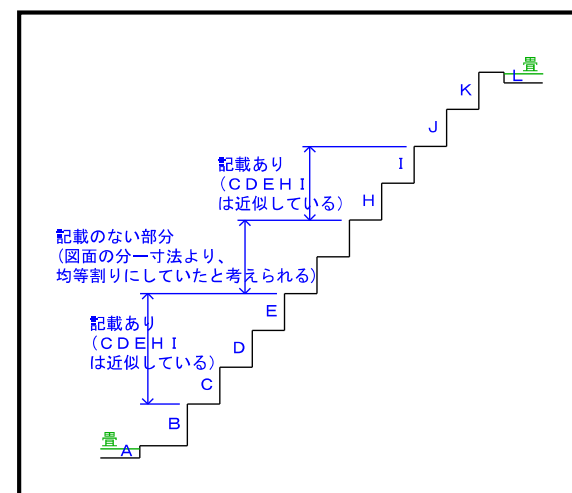 畳
L
K
J
I
記載あり
(CDEHI
は近似している)
H
記載のない部分
(図面の分一寸法より、
均等割りにしていたと考えられる)
E
記載あり
(CDEHI
は近似している)
D
C
B
畳
A